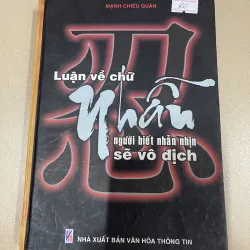 MẠNH CHIÊU QUÂN
忍
Luận về chữ
Nhẫn
người biết nhẫn nhịn
sẽ vô địch
NHÀ XUẤT BẢN VĂN HÓA THÔNG TIN